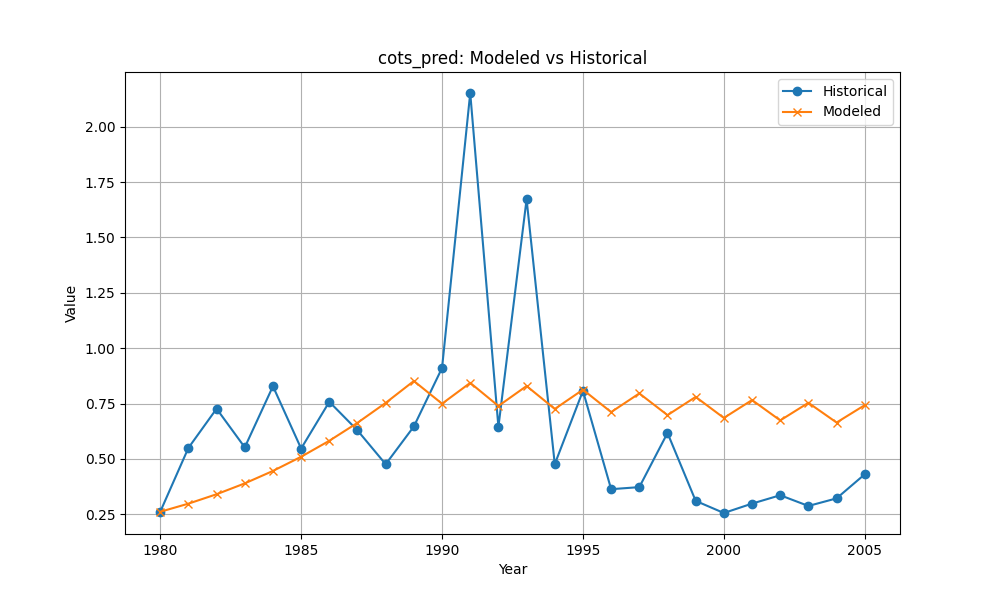 cots_pred: Modeled vs Historical
Historical
Modeled
2.00
1.75
1.50
1.25
1.00
0.75
0.50
0.25
Value
1980 1985 1990 1995 2000 2005
Year